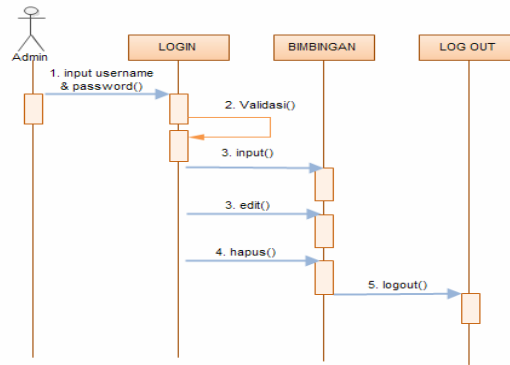 Admin
LOGIN
BIMBINGAN
LOG OUT
1. input username
& password()
2. Validasi()
3. input()
3. edit()
4. hapus()
5. logout()